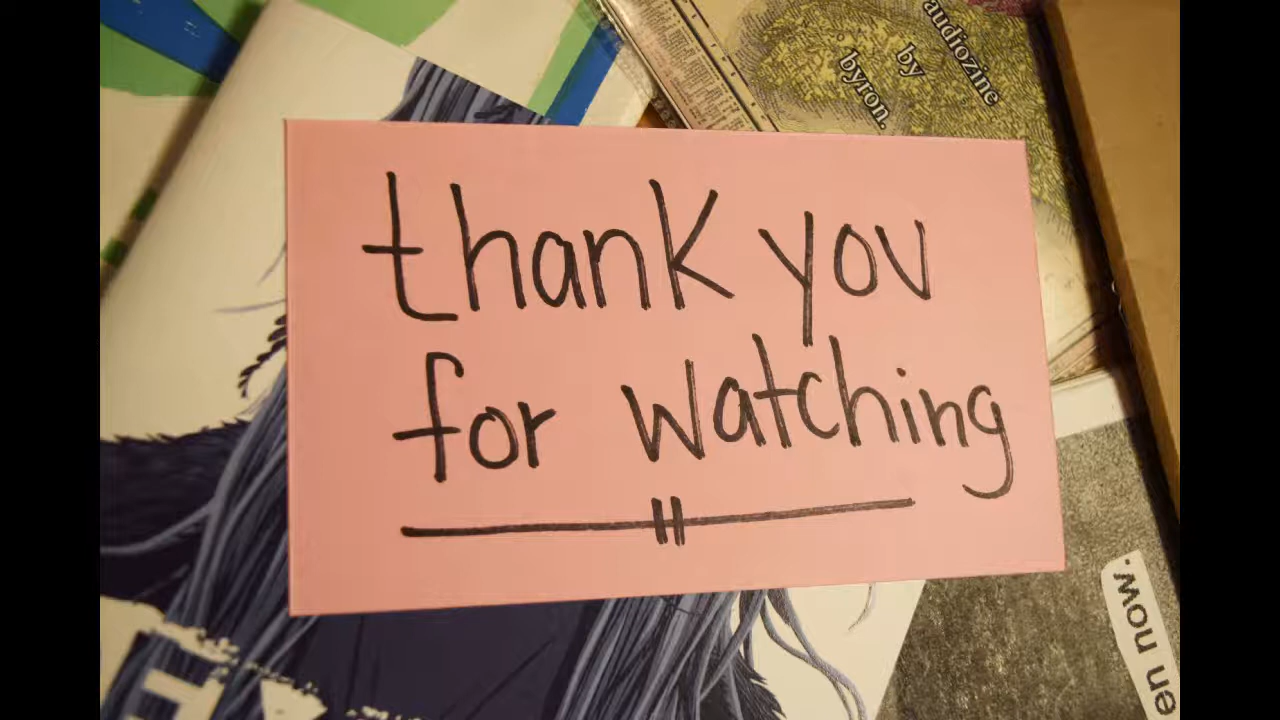 audiozine
by
byron.
thank you
for watching
en now.